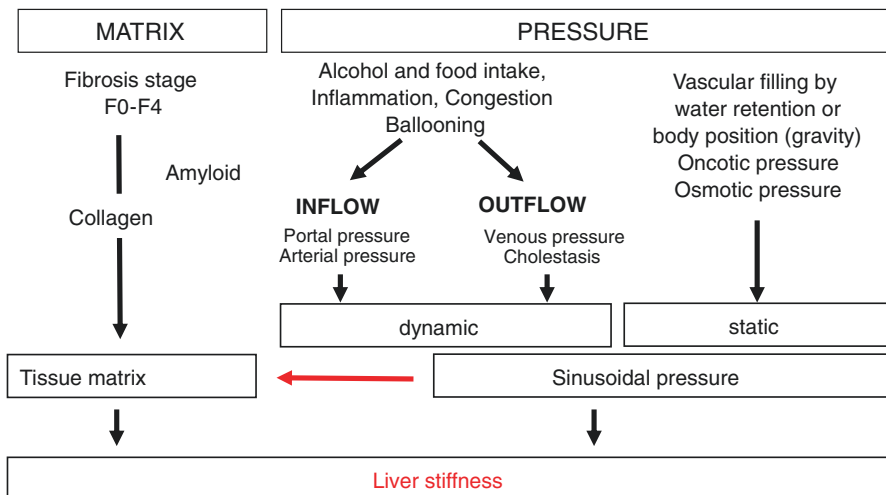 MATRIX
PRESSURE
Fibrosis stage
F0-F4
Amyloid
Collagen
Alcohol and food intake,
Inflammation, Congestion
Ballooning
INFLOW
Portal pressure
Arterial pressure
OUTFLOW
Venous pressure
Cholestasis
Vascular filling by
water retention or
body position (gravity)
Oncotic pressure
Osmotic pressure
dynamic
static
Tissue matrix
Sinusoidal pressure
Liver stiffness